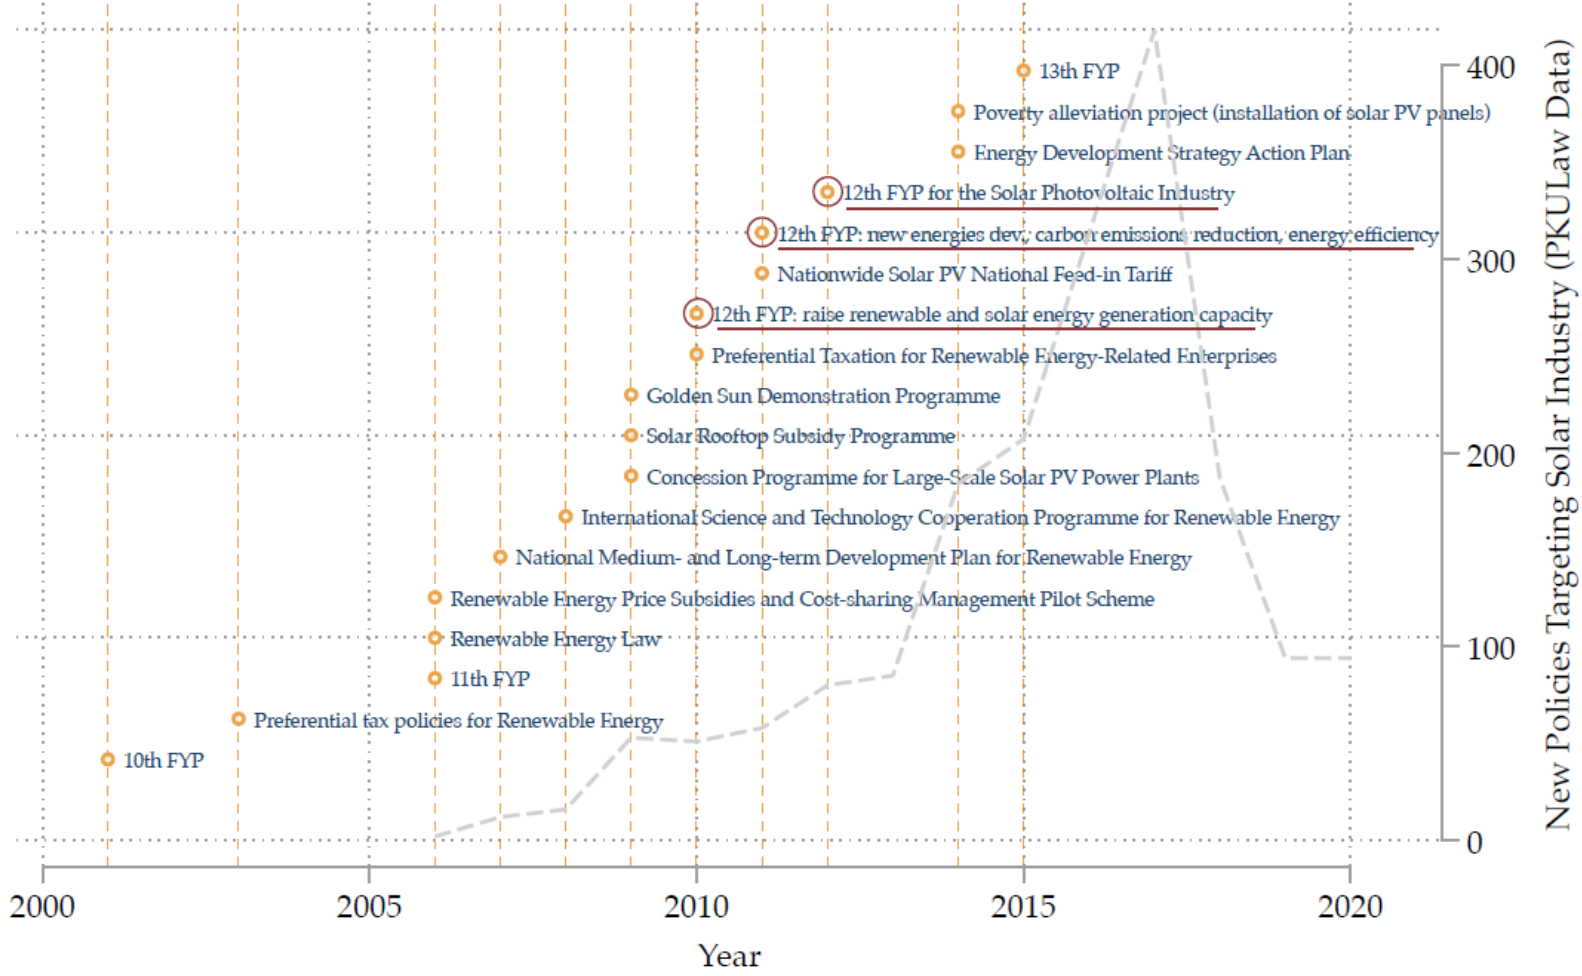 400
13th FYP
Poverty alleviation project (installation of solar PV panels)
Energy Development Strategy Action Plan
12th FYP for the Solar Photovoltaic Industry
12th FYP: new energies dev., carbon emissions reduction, energy efficiency
300
Nationwide Solar PV National Feed-in Tariff
12th FYP: raise renewable and solar energy generation capacity
Preferential Taxation for Renewable Energy-Related Enterprises
Golden Sun Demonstration Programme
Solar Rooftop Subsidy Programme
200
Concession Programme for Large-Scale Solar PV Power Plants
International Science and Technology Cooperation Programme for Renewable Energy
National Medium- and Long-term Development Plan for Renewable Energy
Renewable Energy Price Subsidies and Cost-sharing Management Pilot Scheme
Renewable Energy Law
100
11th FYP
Preferential tax policies for Renewable Energy
10th FYP
0
New Policies Targeting Solar Industry (PKULaw Data)
2000 2005 2010 2015 2020
Year